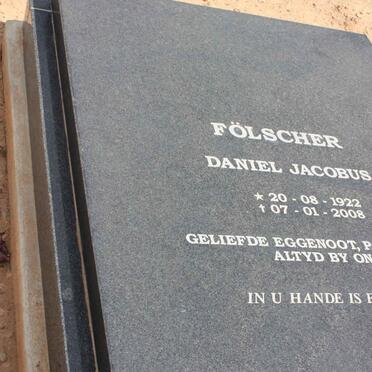 FÖLSCHER
DANIEL JACOBUS
★ 20 - 08 - 1922
† 07 - 01 - 2008
GELIEFDE EGGENOOT,
ALTYD BY
IN U HANDE IS